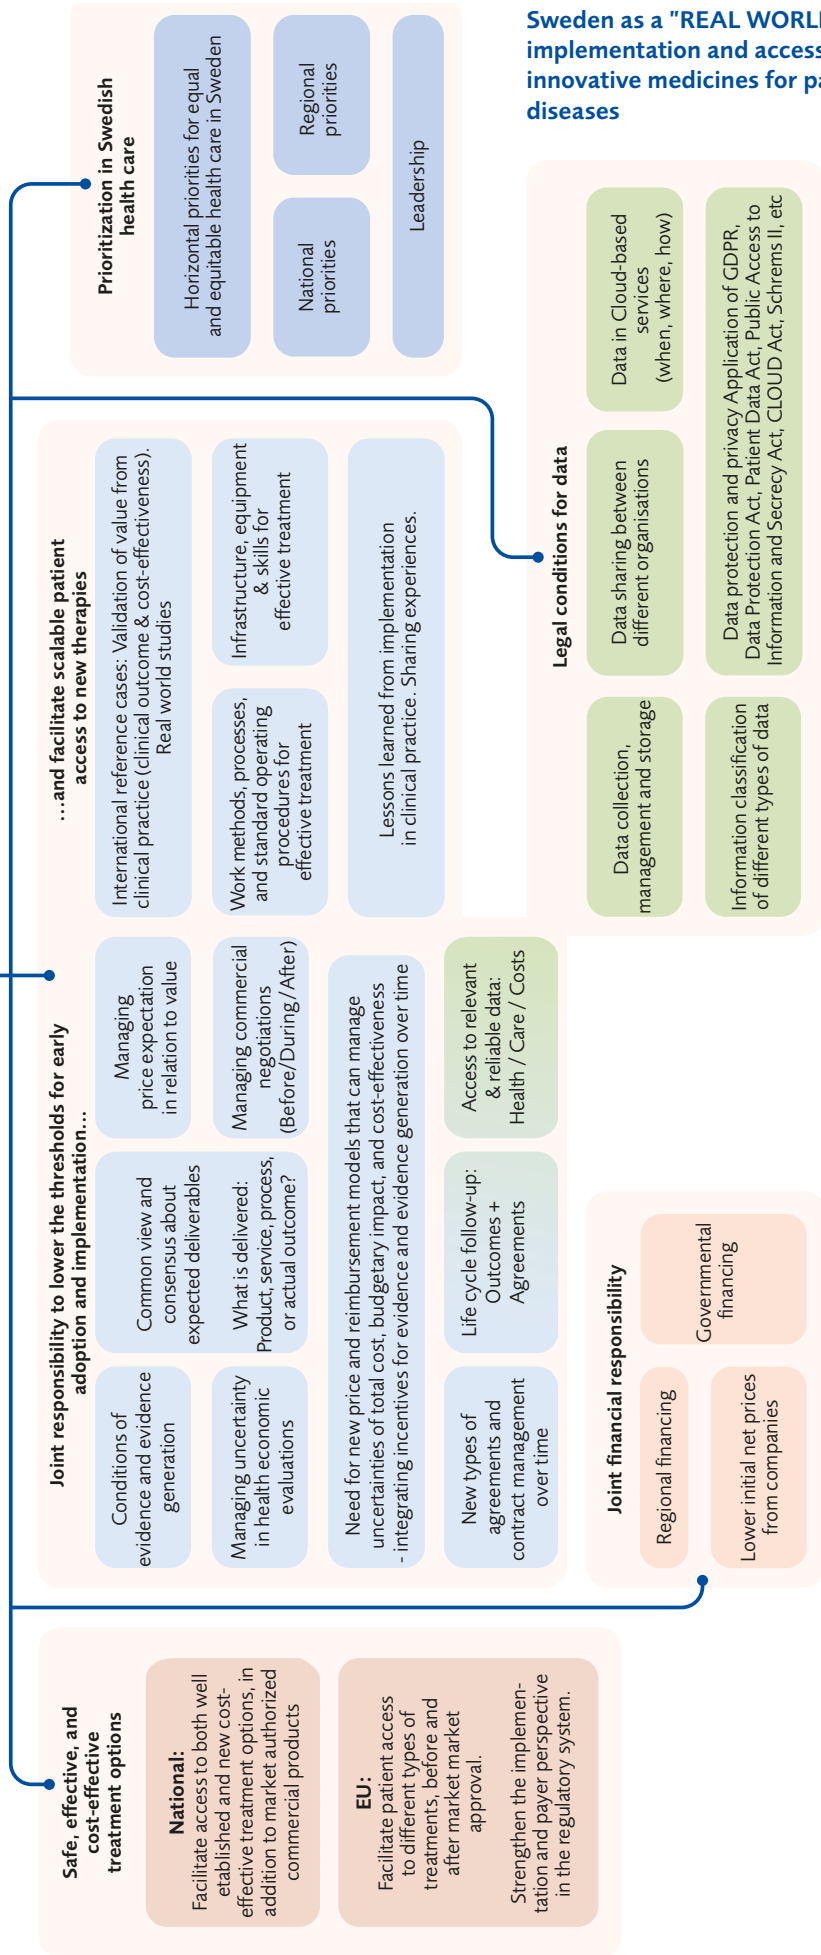 Sweden as a "REAL WORL
implementation and access
innovative medicines for pa
diseases
Safe, effective, and
cost-effective
treatment options
National:
Facilitate access to both well
etablished and new cost-
effective treatment options, in
addition to market authorized
commercial products
EU:
Facilitate patient access
to different types of
treatments, before and
after market market
approval.
Strengthen the implemen-
tation and payer perspective
in the regulatory system.
Joint responsibility to lower the thresholds for early
adoption and implementation...
Conditions of
evidence and evidence
generation
Common view and
consensus about
expected deliverables
What is delivered:
Product, service, process,
or actual outcome?
Managing
price expectation
in relation to value
Managing uncertainty
in health economic
evaluations
Managing commercial
negotiations
(Before/During/After)
Need for new price and reimbursement models that can manage
uncertainties of total cost, budgetary impact, and cost-effectiveness
- integrating incentives for evidence and evidence generation over time
New types of
agreements and
contract management
over time
Life cycle follow-up:
Outcomes +
Agreements
Access to relevant
& reliable data:
Health / Care / Costs
...and facilitate scalable patient
access to new therapies
International reference cases: Validation of value from
clinical practice (clinical outcome & cost-effectiveness).
Real world studies
Work methods, processes,
and standard operating
procedures for
effective treatment
Infrastructure, equipment
& skills for
effective treatment
Lessons learned from implementation
in clinical practice. Sharing experiences.
Prioritization in Swedish
health care
Horizontal priorities for equal
and equitable health care in Sweden
National
priorities
Regional
priorities
Leadership
Joint financial responsibility
Regional financing
Lower initial net prices
from companies
Governmental
financing
Legal conditions for data
Data collection,
management and storage
Data sharing between
different organisations
Data in Cloud-based
services
(when, where, how)
Information classification
of different types of data
Data protection and privacy Application of GDPR,
Data Protection Act, Patient Data Act, Public Access to
Information and Secrecy Act, CLOUD Act, Schrems II, etc